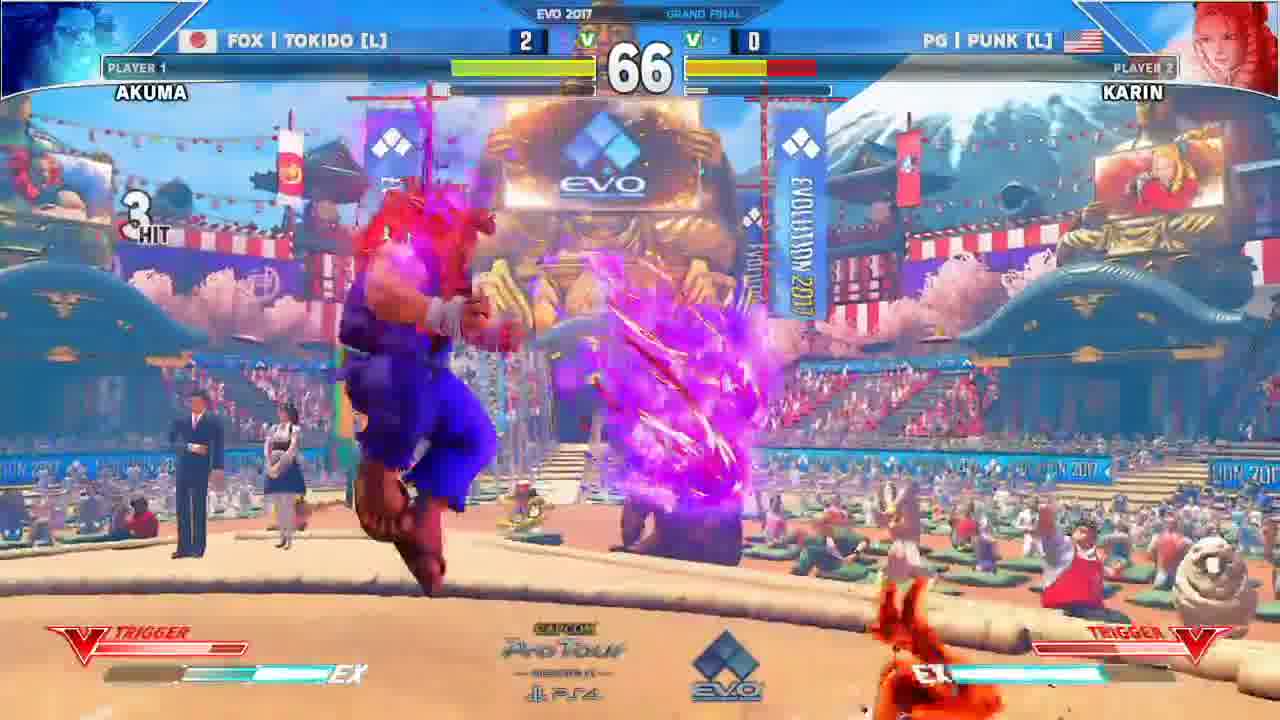 EVO 2017 GRAND FINAL
FOX | TOKIDO [L] 2 V 66 V 0 PG | PUNK [L]
PLAYER 1 PLAYER 2
AKUMA KARIN
EVO
EVOLUTION 2017
3 HIT
V TRIGGER TRIGGER V
EX EX
CAPCOM
Pro Tour
PS4
EVO